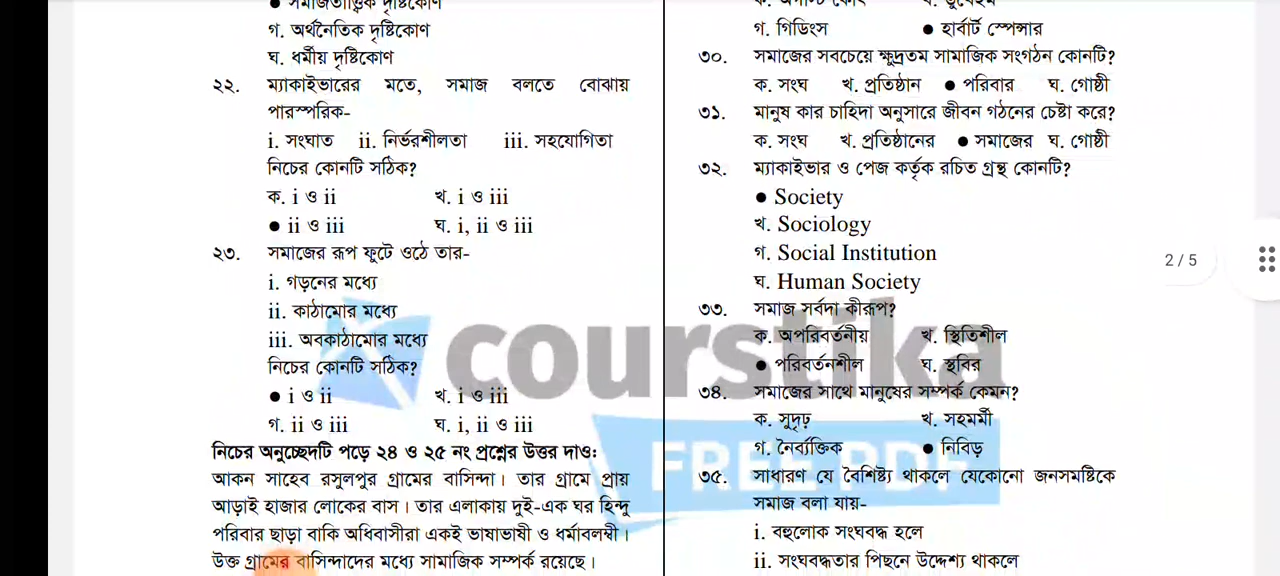 ● সমাজতাত্ত্বিক দৃষ্টিকোণ
গ. অর্থনৈতিক দৃষ্টিকোণ
ঘ. ধর্মীয় দৃষ্টিকোণ
২২. ম্যাকাইভারের মতে, সমাজ বলতে বোঝায়
পারস্পরিক-
i. সংঘাত ii. নির্ভরশীলতা iii. সহযোগিতা
নিচের কোনটি সঠিক?
ক. i ও ii খ. i ও iii
● ii ও iii ঘ. i, ii ও iii
২৩. সমাজের রূপ ফুটে ওঠে তার-
i. গড়নের মধ্যে
ii. কাঠামোর মধ্যে
iii. অবকাঠামোর মধ্যে
নিচের কোনটি সঠিক?
● i ও ii খ. i ও iii
গ. ii ও iii ঘ. i, ii ও iii
নিচের অনুচ্ছেদটি পড়ে ২৪ ও ২৫ নং প্রশ্নের উত্তর দাও:
আকন সাহেব রসুলপুর গ্রামের বাসিন্দা। তার গ্রামে প্রায়
আড়াই হাজার লোকের বাস। তার এলাকায় দুই-এক ঘর হিন্দু
পরিবার ছাড়া বাকি অধিবাসীরা একই ভাষাভাষী ও ধর্মাবলম্বী।
উক্ত গ্রামের বাসিন্দাদের মধ্যে সামাজিক সম্পর্ক রয়েছে।
গ. গিডিংস ● হার্বার্ট স্পেন্সার
৩০. সমাজের সবচেয়ে ক্ষুদ্রতম সামাজিক সংগঠন কোনটি?
ক. সংঘ খ. প্রতিষ্ঠান ● পরিবার ঘ. গোষ্ঠী
৩১. মানুষ কার চাহিদা অনুসারে জীবন গঠনের চেষ্টা করে?
ক. সংঘ খ. প্রতিষ্ঠানের ● সমাজের ঘ. গোষ্ঠী
৩২. ম্যাকাইভার ও পেজ কর্তৃক রচিত গ্রন্থ কোনটি?
● Society
খ. Sociology
গ. Social Institution
ঘ. Human Society
৩৩. সমাজ সর্বদা কীরূপ?
ক. অপরিবর্তনীয় খ. স্থিতিশীল
● পরিবর্তনশীল ঘ. স্থবির
৩৪. সমাজের সাথে মানুষের সম্পর্ক কেমন?
ক. সুদৃঢ় খ. সহমর্মী
গ. নৈর্ব্যক্তিক ● নিবিড়
৩৫. সাধারণ যে বৈশিষ্ট্য থাকলে যেকোনো জনসমষ্টিকে
সমাজ বলা যায়-
i. বহুলোক সংঘবদ্ধ হলে
ii. সংঘবদ্ধতার পিছনে উদ্দেশ্য থাকলে
2 / 5
courstika
FREE PDF